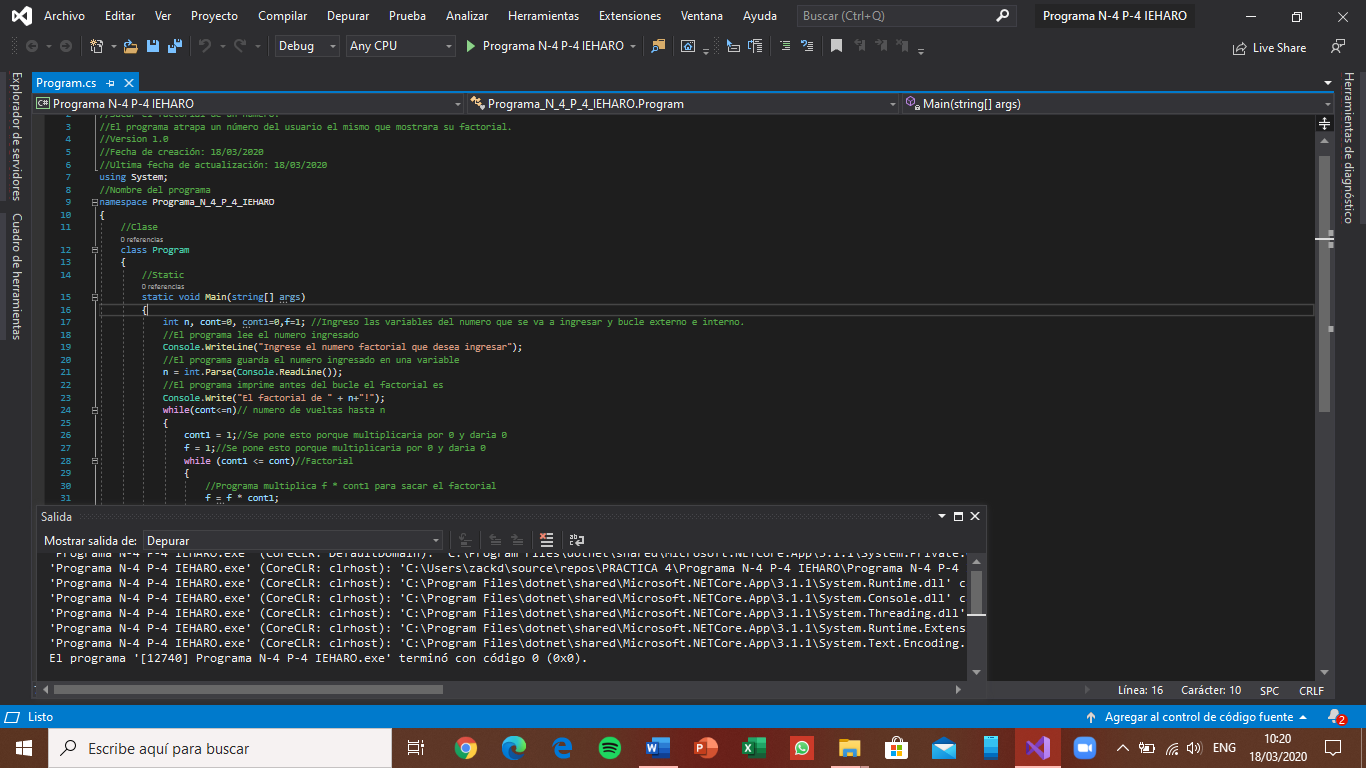 Archivo Editar Ver Proyecto Compilar Depurar Prueba Analizar Herramientas Extensiones Ventana Ayuda Buscar (Ctrl+Q) Programa N-4 P-4 IEHARO
Debug Any CPU Programa N-4 P-4 IEHARO Live Share
Explorador de servidores
Cuadro de herramientas
Herramientas de diagnóstico
Program.cs
C# Programa N-4 P-4 IEHARO Programa_N_4_P_4_IEHARO.Program Main(string[] args)
2 //Sacar el factorial de un número.
3 //El programa atrapa un número del usuario el mismo que mostrara su factorial.
4 //Version 1.0
5 //Fecha de creación: 18/03/2020
6 //Ultima fecha de actualización: 18/03/2020
7 using System;
8 //Nombre del programa
9 namespace Programa_N_4_P_4_IEHARO
10 {
11 //Clase
0 referencias
12 class Program
13 {
14 //Static
0 referencias
15 static void Main(string[] args)
16 {
17 int n, cont=0, cont1=0,f=1; //Ingreso las variables del numero que se va a ingresar y bucle externo e interno.
18 //El programa lee el numero ingresado
19 Console.WriteLine("Ingrese el numero factorial que desea ingresar");
20 //El programa guarda el numero ingresado en una variable
21 n = int.Parse(Console.ReadLine());
22 //El programa imprime antes del bucle el factorial es
23 Console.Write("El factorial de " + n+"!");
24 while(cont<=n)// numero de vueltas hasta n
25 {
26 cont1 = 1;//Se pone esto porque multiplicaria por 0 y daria 0
27 f = 1;//Se pone esto porque multiplicaria por 0 y daria 0
28 while (cont1 <= cont)//Factorial
29 {
30 //Programa multiplica f * cont1 para sacar el factorial
31 f = f * cont1;
Salida
Mostrar salida de: Depurar
'Programa N-4 P-4 IEHARO.exe' (CoreCLR: DefaultDomain): 'C:\Program Files\dotnet\shared\Microsoft.NETCore.App\3.1.1\System.Private.
'Programa N-4 P-4 IEHARO.exe' (CoreCLR: clrhost): 'C:\Users\zackd\source\repos\PRACTICA 4\Programa N-4 P-4 IEHARO\Programa N-4 P-4
'Programa N-4 P-4 IEHARO.exe' (CoreCLR: clrhost): 'C:\Program Files\dotnet\shared\Microsoft.NETCore.App\3.1.1\System.Runtime.dll' c
'Programa N-4 P-4 IEHARO.exe' (CoreCLR: clrhost): 'C:\Program Files\dotnet\shared\Microsoft.NETCore.App\3.1.1\System.Console.dll' c
'Programa N-4 P-4 IEHARO.exe' (CoreCLR: clrhost): 'C:\Program Files\dotnet\shared\Microsoft.NETCore.App\3.1.1\System.Threading.dll'
'Programa N-4 P-4 IEHARO.exe' (CoreCLR: clrhost): 'C:\Program Files\dotnet\shared\Microsoft.NETCore.App\3.1.1\System.Runtime.Extens
'Programa N-4 P-4 IEHARO.exe' (CoreCLR: clrhost): 'C:\Program Files\dotnet\shared\Microsoft.NETCore.App\3.1.1\System.Text.Encoding.
El programa '[12740] Programa N-4 P-4 IEHARO.exe' terminó con código 0 (0x0).
Línea: 16 Carácter: 10 SPC CRLF
Listo Agregar al control de código fuente 2
Escribe aquí para buscar ENG 10:20
18/03/2020